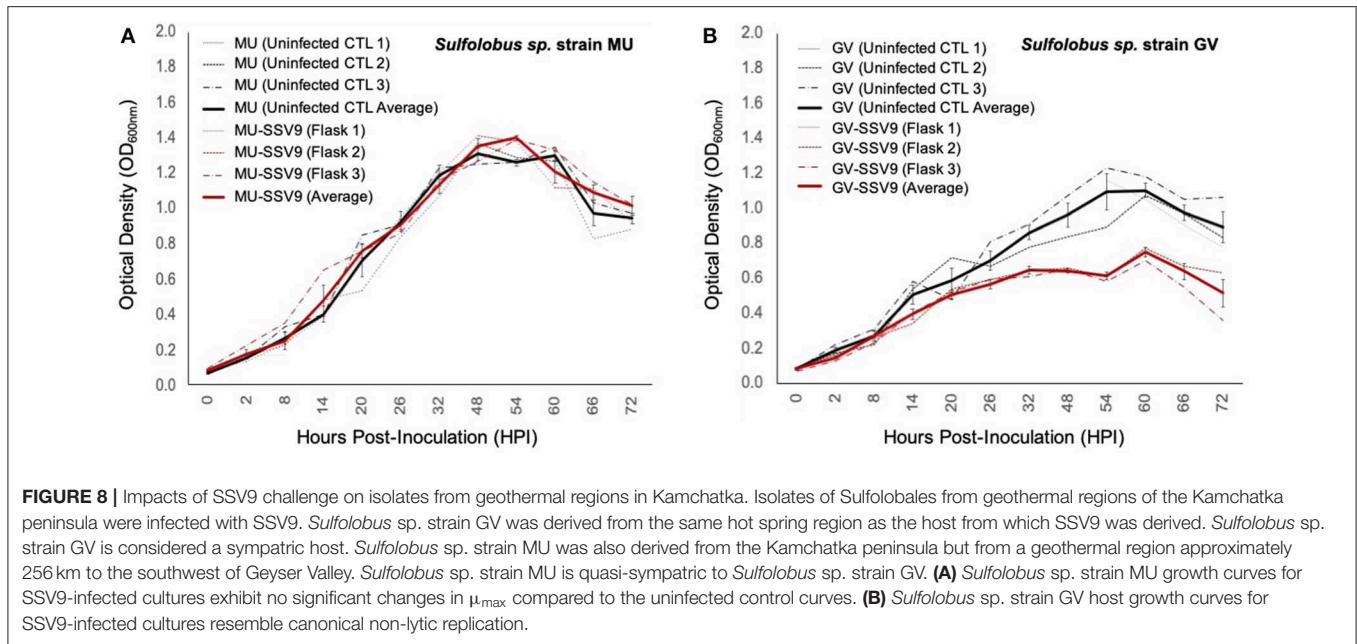 A
Sulfolobus sp. strain MU
2.0
1.8
1.6
1.4
1.2
1.0
0.8
0.6
0.4
0.2
0.0
Optical Density (OD600nm)
MU (Uninfected CTL 1)
MU (Uninfected CTL 2)
MU (Uninfected CTL 3)
MU (Uninfected CTL Average)
MU-SSV9 (Flask 1)
MU-SSV9 (Flask 2)
MU-SSV9 (Flask 3)
MU-SSV9 (Average)
0 2 8 14 20 26 32 48 54 60 66 72
Hours Post-Inoculation (HPI)
B
Sulfolobus sp. strain GV
2.0
1.8
1.6
1.4
1.2
1.0
0.8
0.6
0.4
0.2
0.0
Optical Density (OD600nm)
GV (Uninfected CTL 1)
GV (Uninfected CTL 2)
GV (Uninfected CTL 3)
GV (Uninfected CTL Average)
GV-SSV9 (Flask 1)
GV-SSV9 (Flask 2)
GV-SSV9 (Flask 3)
GV-SSV9 (Average)
0 2 8 14 20 26 32 48 54 60 66 72
Hours Post-Inoculation (HPI)
FIGURE 8 | Impacts of SSV9 challenge on isolates from geothermal regions in Kamchatka. Isolates of Sulfolobales from geothermal regions of the Kamchatka
peninsula were infected with SSV9. Sulfolobus sp. strain GV was derived from the same hot spring region as the host from which SSV9 was derived. Sulfolobus sp.
strain GV is considered a sympatric host. Sulfolobus sp. strain MU was also derived from the Kamchatka peninsula but from a geothermal region approximately
256 km to the southwest of Geyser Valley. Sulfolobus sp. strain MU is quasi-sympatric to Sulfolobus sp. strain GV. (A) Sulfolobus sp. strain MU growth curves for
SSV9-infected cultures exhibit no significant changes in μmax compared to the uninfected control curves. (B) Sulfolobus sp. strain GV host growth curves for
SSV9-infected cultures resemble canonical non-lytic replication.